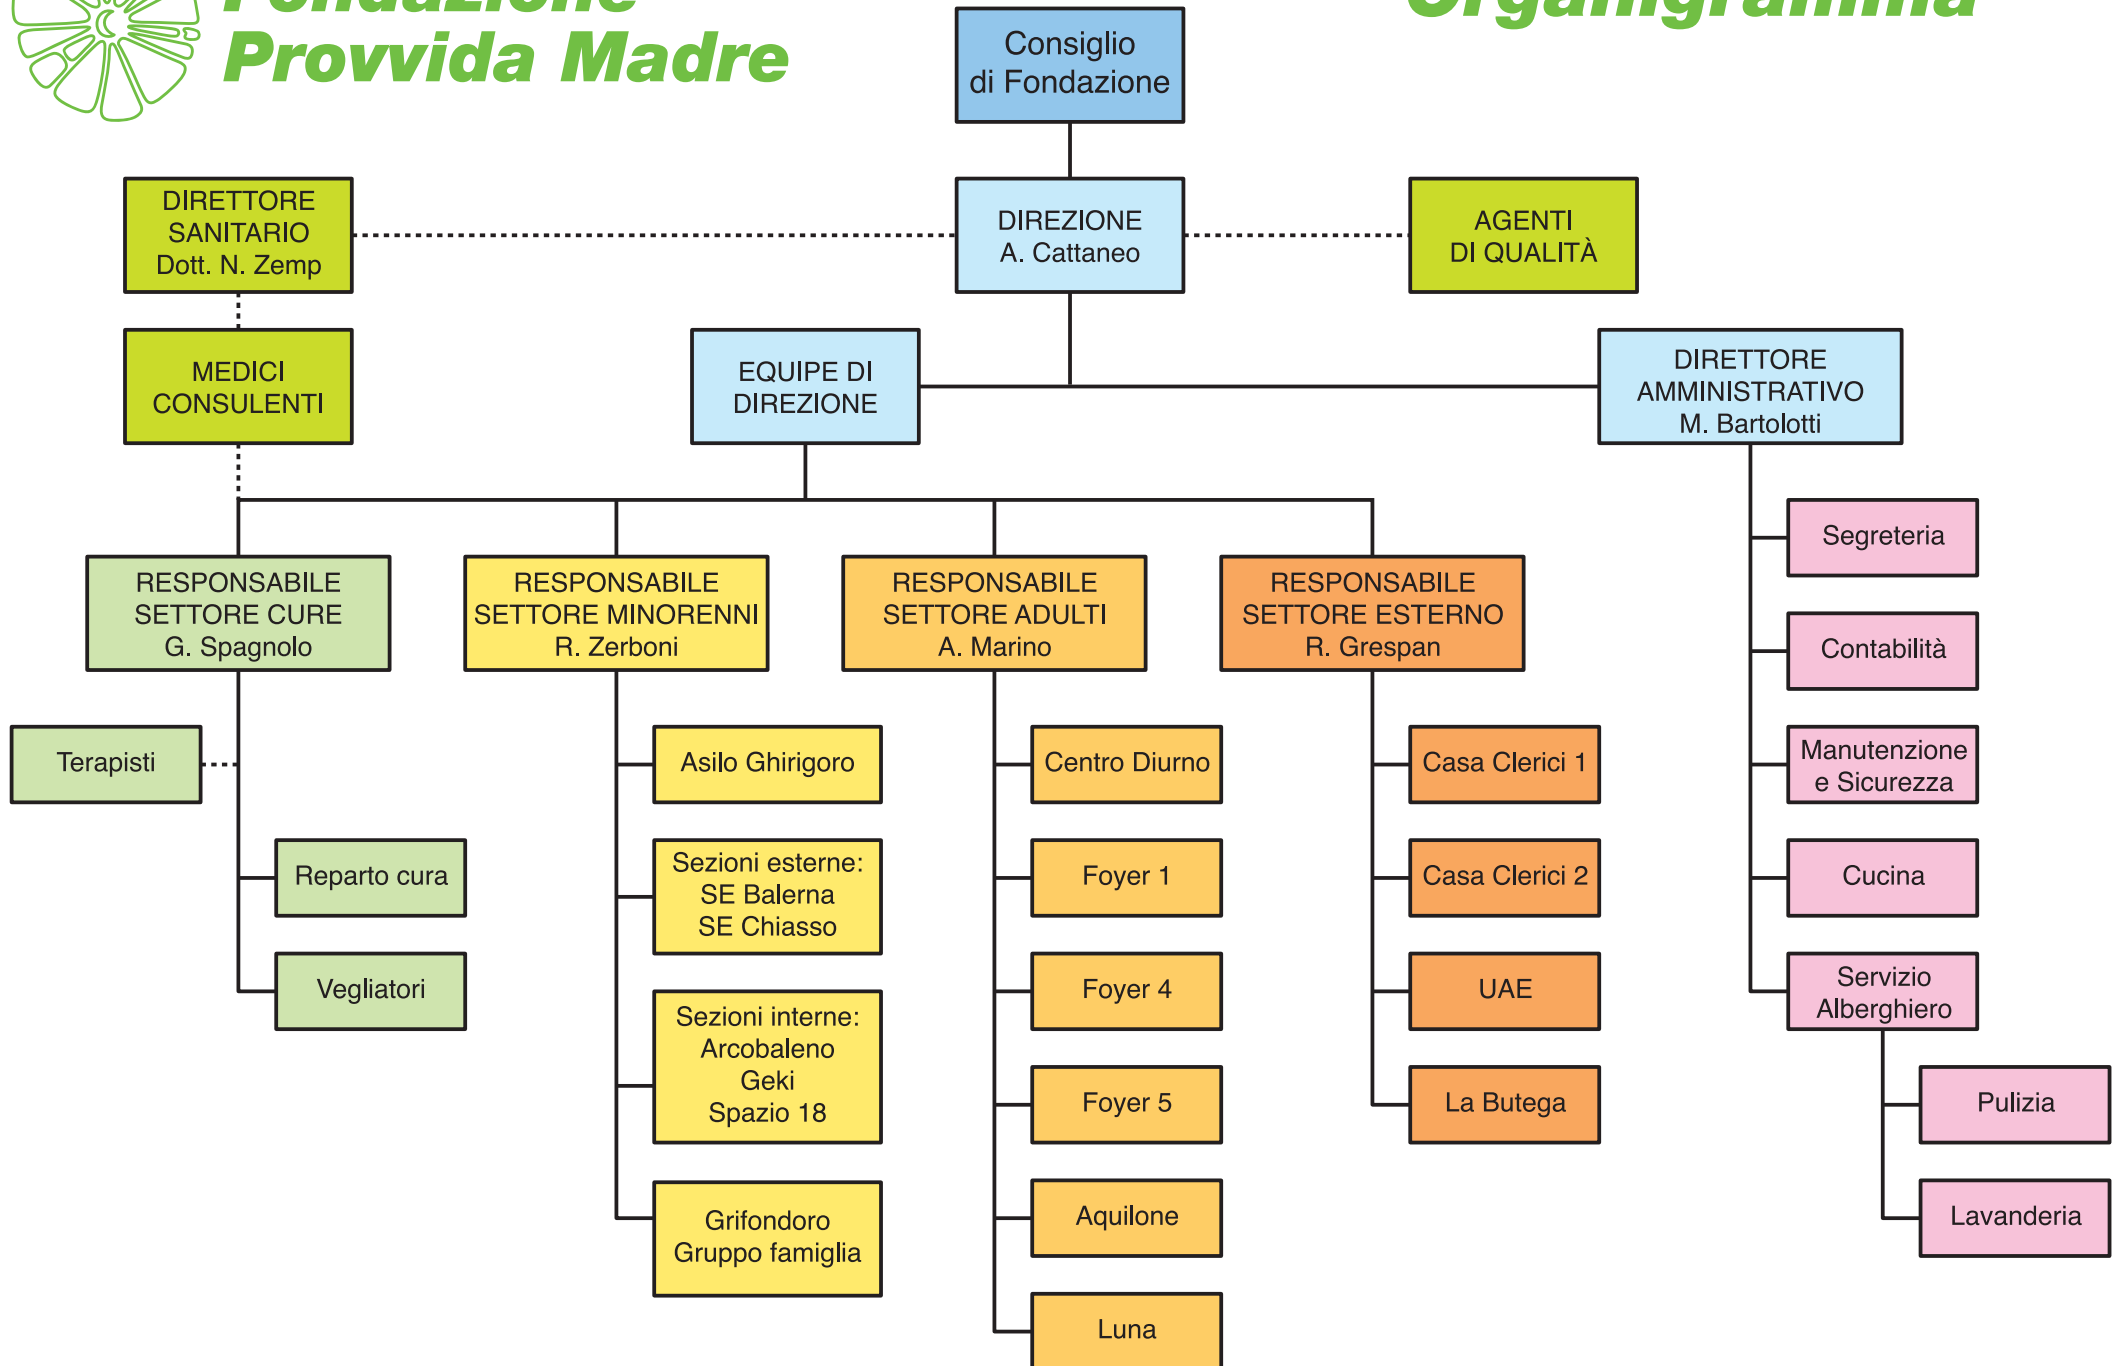 Fondazione
Provvida Madre
Organigramma
Consiglio
di Fondazione
DIRETTORE
SANITARIO
Dott. N. Zemp
DIREZIONE
A. Cattaneo
AGENTI
DI QUALITÀ
MEDICI
CONSULENTI
EQUIPE DI
DIREZIONE
DIRETTORE
AMMINISTRATIVO
M. Bartolotti
RESPONSABILE
SETTORE CURE
G. Spagnolo
RESPONSABILE
SETTORE MINORENNI
R. Zerboni
RESPONSABILE
SETTORE ADULTI
A. Marino
RESPONSABILE
SETTORE ESTERNO
R. Grespan
Terapisti
Reparto cura
Vegliatori
Asilo Ghirigoro
Sezioni esterne:
SE Balerna
SE Chiasso
Sezioni interne:
Arcobaleno
Geki
Spazio 18
Grifondoro
Gruppo famiglia
Centro Diurno
Foyer 1
Foyer 4
Foyer 5
Aquilone
Luna
Casa Clerici 1
Casa Clerici 2
UAE
La Butega
Segreteria
Contabilità
Manutenzione
e Sicurezza
Cucina
Servizio
Alberghiero
Pulizia
Lavanderia